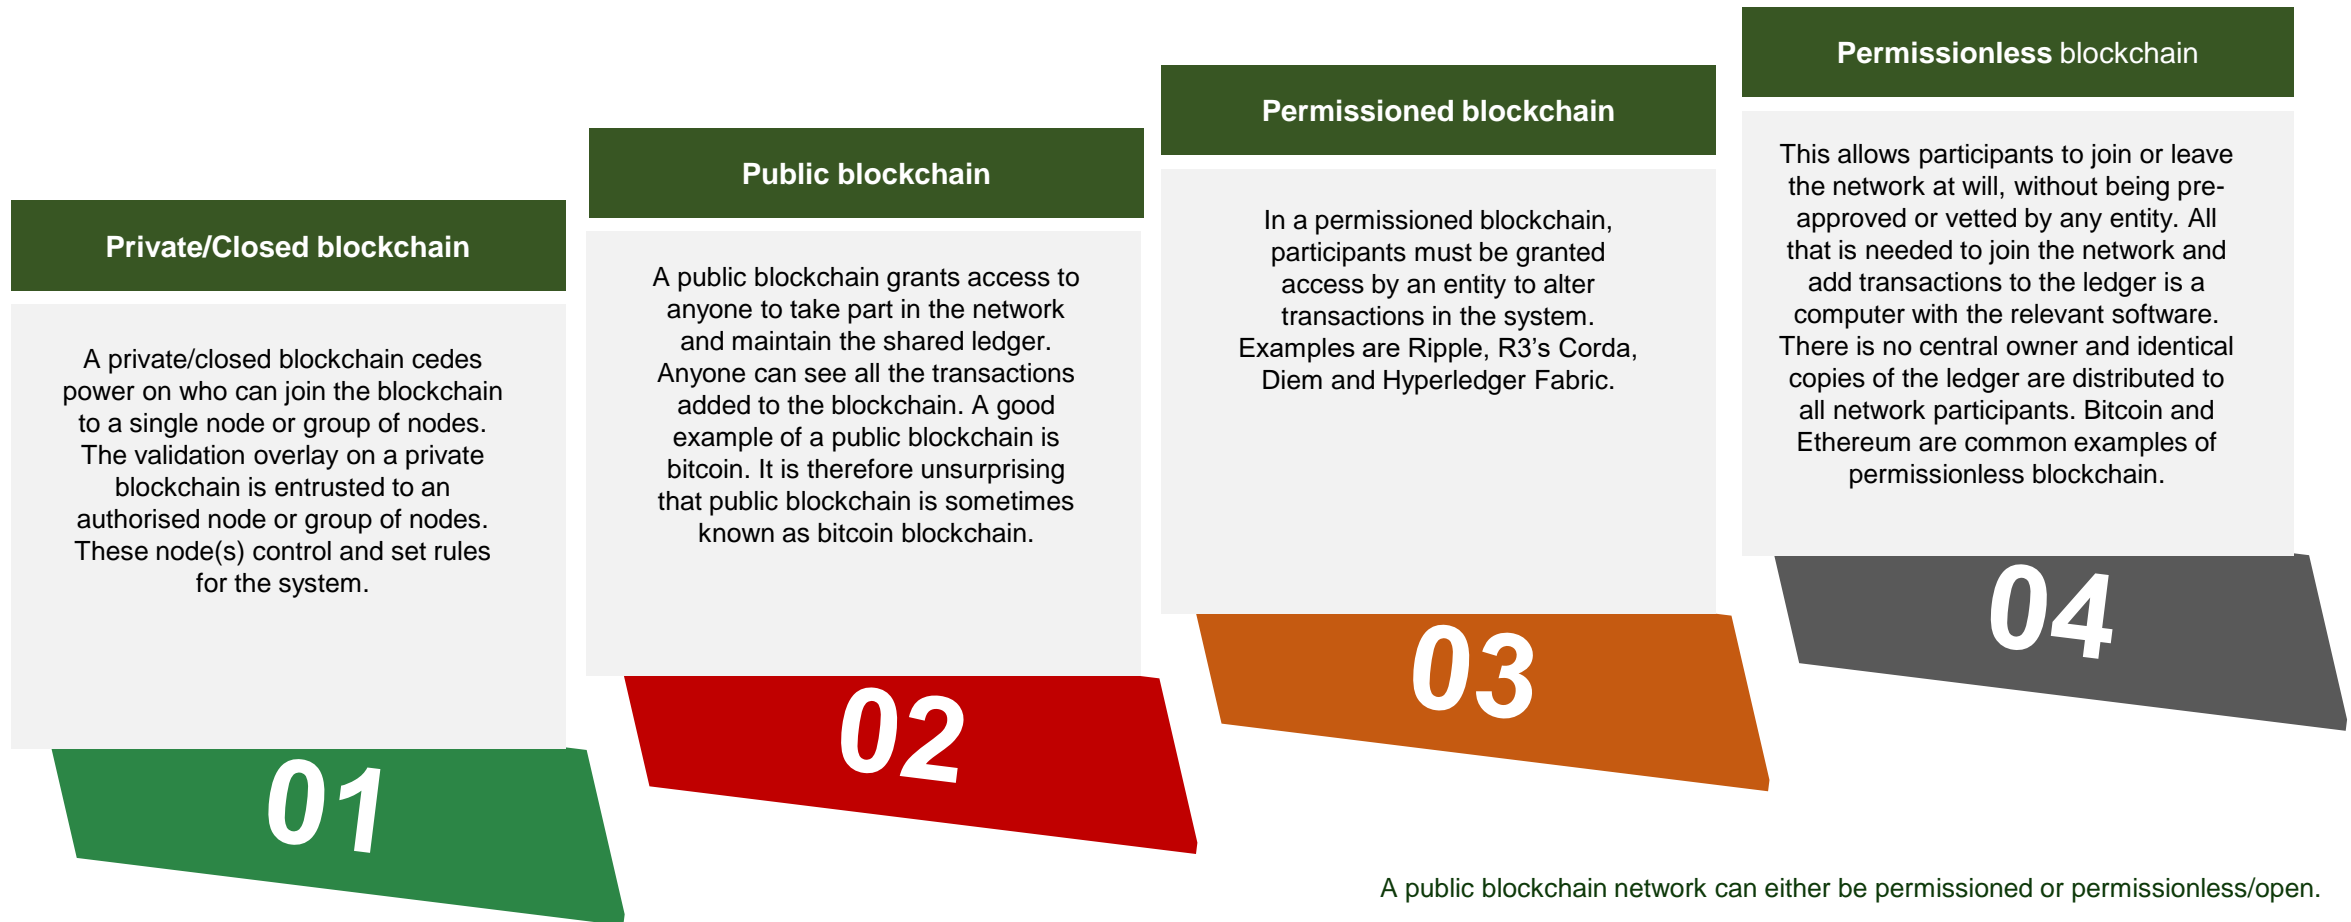 Private/Closed blockchain
A private/closed blockchain cedes
power on who can join the blockchain
to a single node or group of nodes.
The validation overlay on a private
blockchain is entrusted to an
authorised node or group of nodes.
These node(s) control and set rules
for the system.
01
Public blockchain
A public blockchain grants access to
anyone to take part in the network
and maintain the shared ledger.
Anyone can see all the transactions
added to the blockchain. A good
example of a public blockchain is
bitcoin. It is therefore unsurprising
that public blockchain is sometimes
known as bitcoin blockchain.
02
Permissioned blockchain
In a permissioned blockchain,
participants must be granted
access by an entity to alter
transactions in the system.
Examples are Ripple, R3’s Corda,
Diem and Hyperledger Fabric.
03
Permissionless blockchain
This allows participants to join or leave
the network at will, without being pre-
approved or vetted by any entity. All
that is needed to join the network and
add transactions to the ledger is a
computer with the relevant software.
There is no central owner and identical
copies of the ledger are distributed to
all network participants. Bitcoin and
Ethereum are common examples of
permissionless blockchain.
04
A public blockchain network can either be permissioned or permissionless/open.